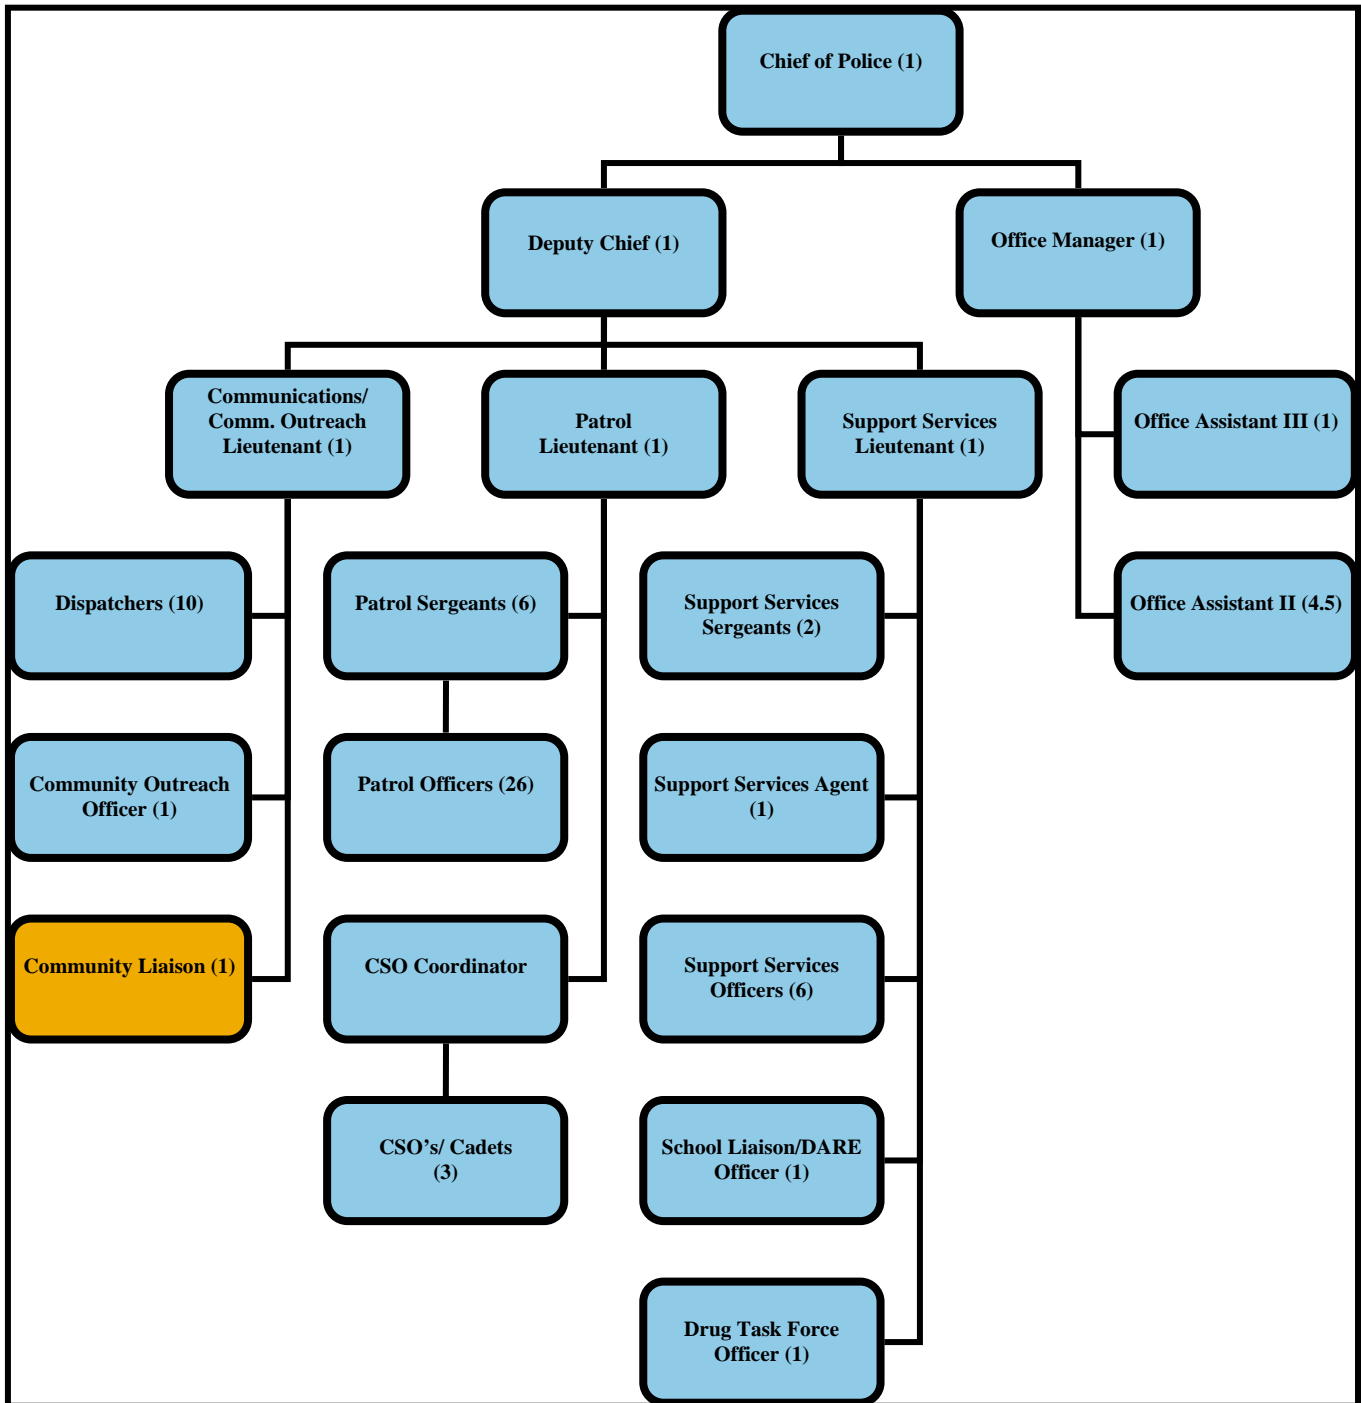 Chief of Police (1)
Deputy Chief (1)
Office Manager (1)
Communications/
Comm. Outreach
Lieutenant (1)
Patrol
Lieutenant (1)
Support Services
Lieutenant (1)
Office Assistant III (1)
Dispatchers (10)
Patrol Sergeants (6)
Support Services
Sergeants (2)
Office Assistant II (4.5)
Community Outreach
Officer (1)
Patrol Officers (26)
Support Services Agent
(1)
Community Liaison (1)
CSO Coordinator
Support Services
Officers (6)
CSO’s/ Cadets
(3)
School Liaison/DARE
Officer (1)
Drug Task Force
Officer (1)